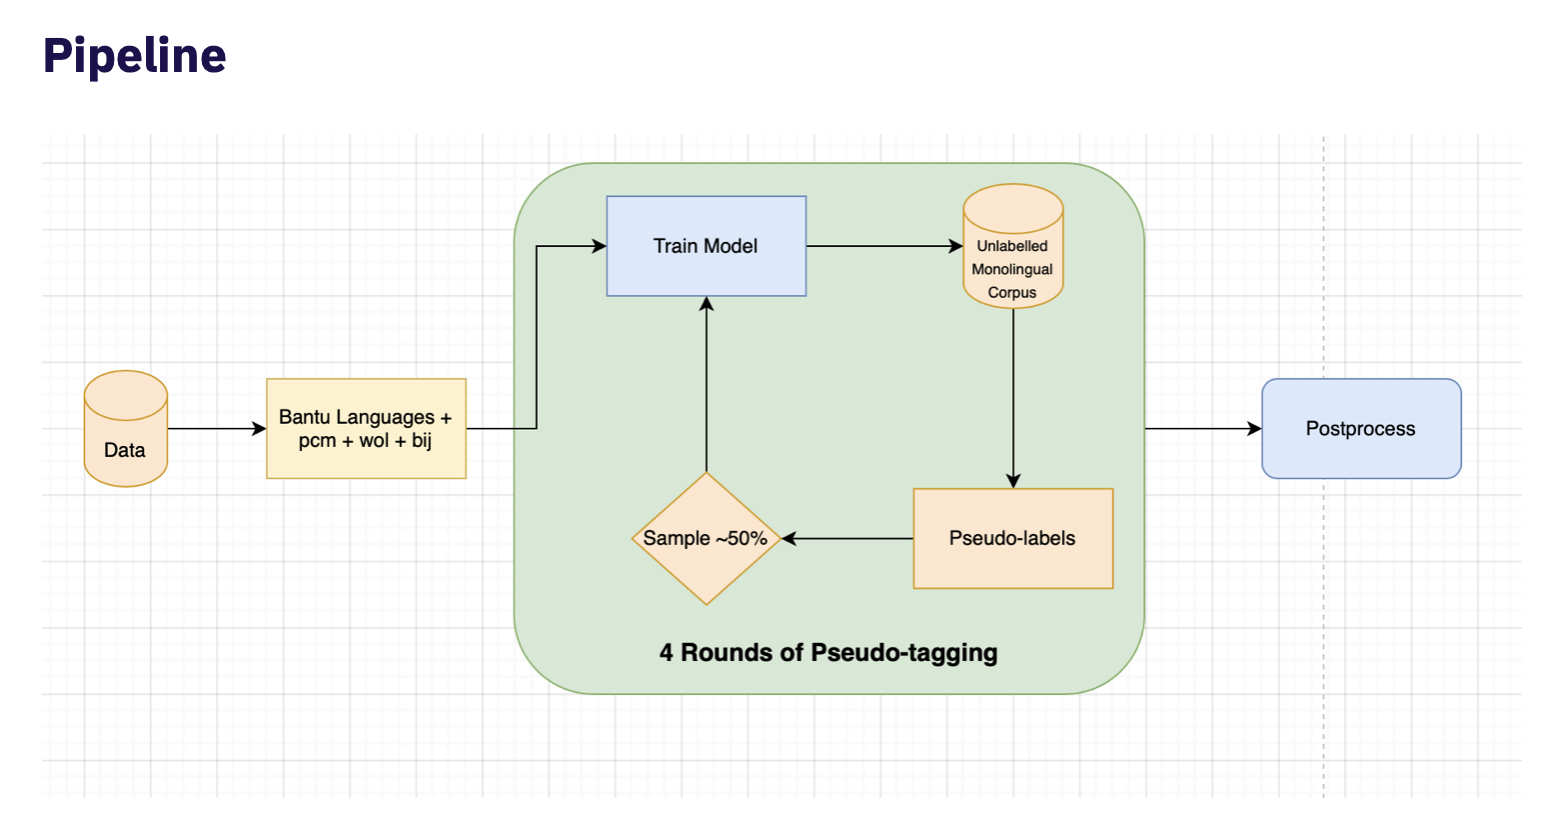 Pipeline
Train Model
Unlabelled
Monolingual
Corpus
Data
Bantu Languages +
pcm + wol + bij
Postprocess
Sample ~50%
Pseudo-labels
4 Rounds of Pseudo-tagging